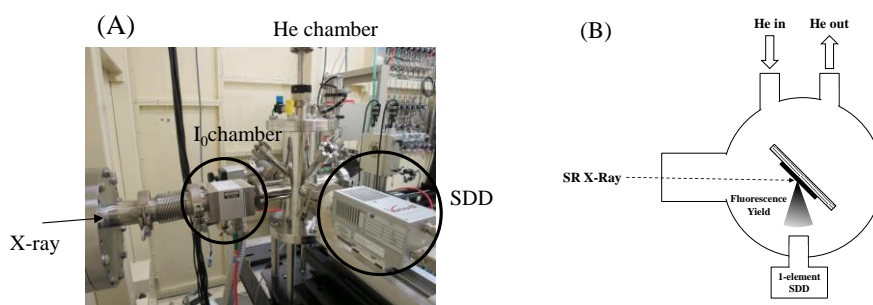 (A)
He chamber
I₀chamber
SDD
X-ray
(B)
He in
He out
SR X-Ray
Fluorescence
Yield
1-element
SDD